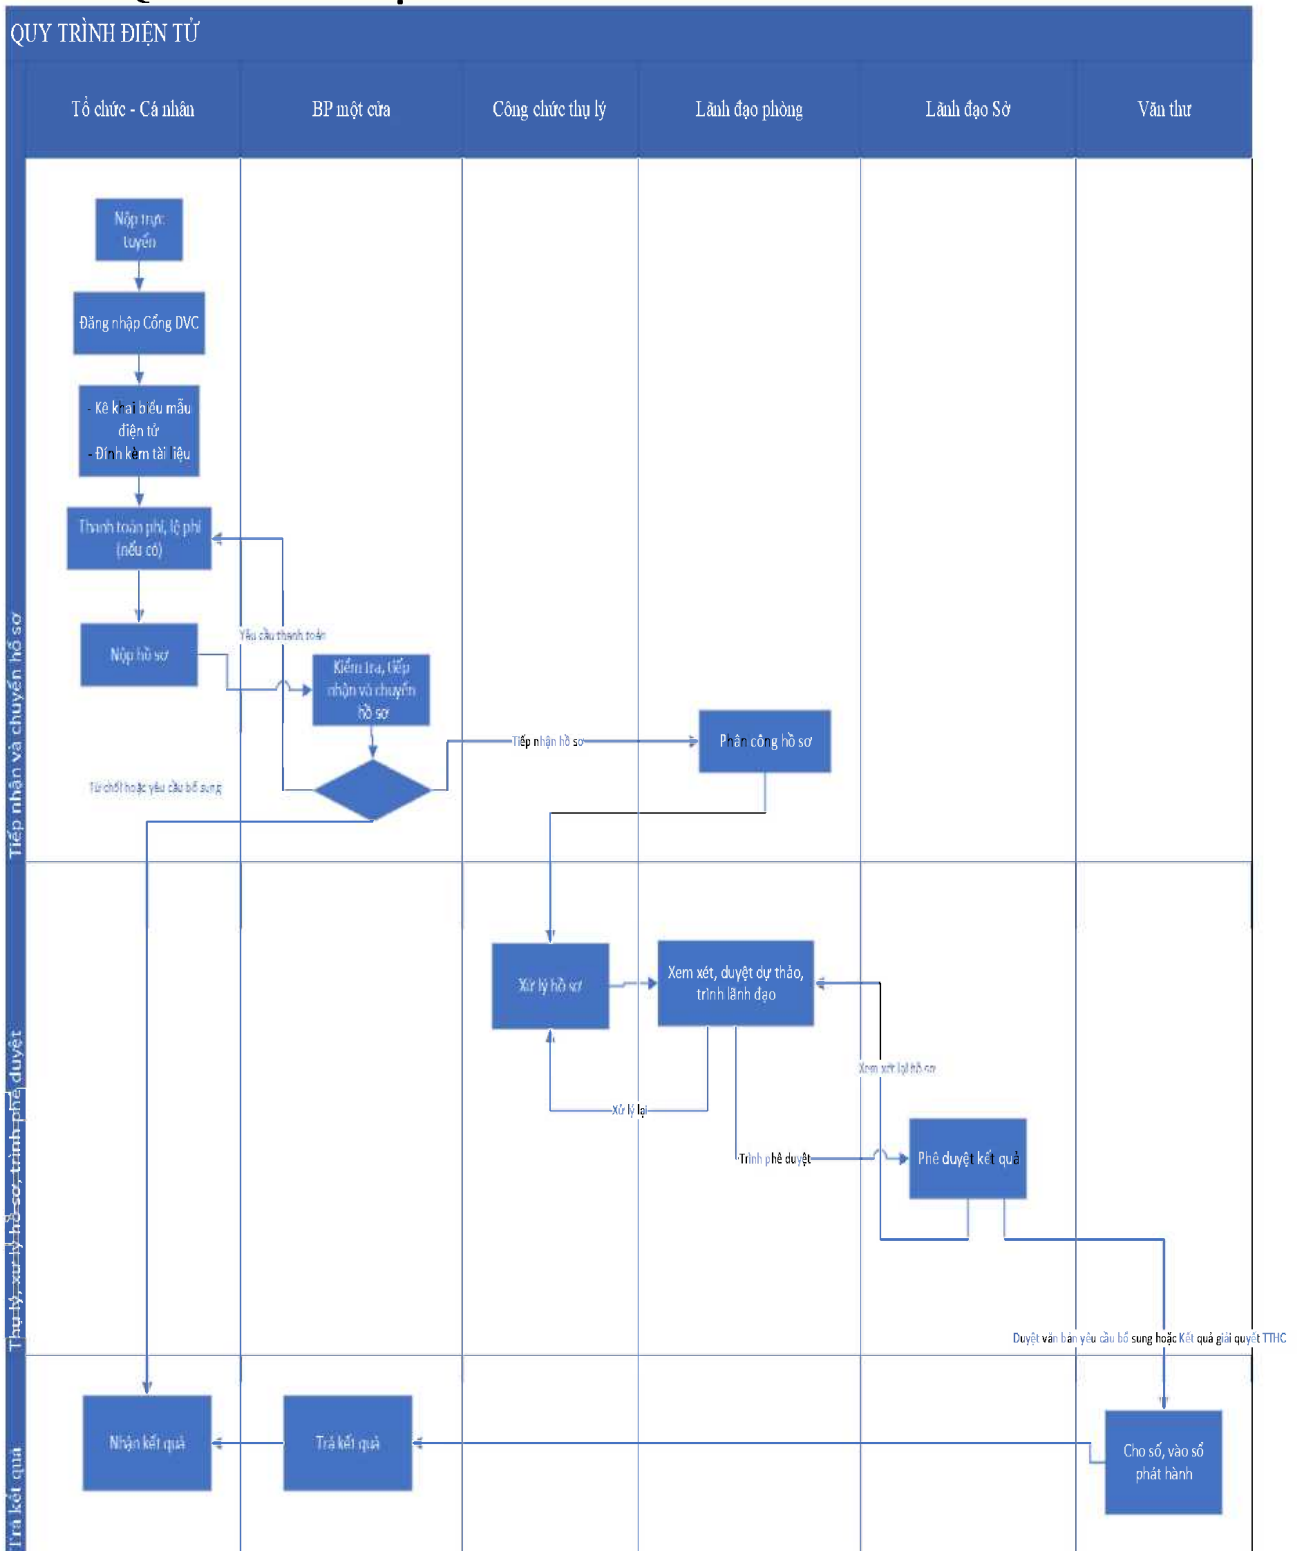 QUY TRÌNH ĐIỆN TỬ
Tổ chức - Cá nhân
BP một cửa
Công chức thụ lý
Lãnh đạo phòng
Lãnh đạo Sở
Văn thư
Tiếp nhận và chuyển hồ sơ
Nộp trực
tuyến
Đăng nhập Cổng DVC
- Kê khai biểu mẫu
điện tử
- Đính kèm tài liệu
Thanh toán phí, lệ phí
(nếu có)
Yêu cầu thanh toán
Nộp hồ sơ
Kiểm tra, tiếp
nhận và chuyển
hồ sơ
Tiếp nhận hồ sơ
Phân công hồ sơ
Từ chối hoặc yêu cầu bổ sung
Thụ lý, xử lý hồ sơ, trình phê duyệt
Xử lý hồ sơ
Xem xét, duyệt dự thảo,
trình lãnh đạo
Xem xét lại hồ sơ
Xử lý lại
Trình phê duyệt
Phê duyệt kết quả
Duyệt văn bản yêu cầu bổ sung hoặc Kết quả giải quyết TTHC
Trả kết quả
Nhận kết quả
Trả kết quả
Cho số, vào sổ
phát hành